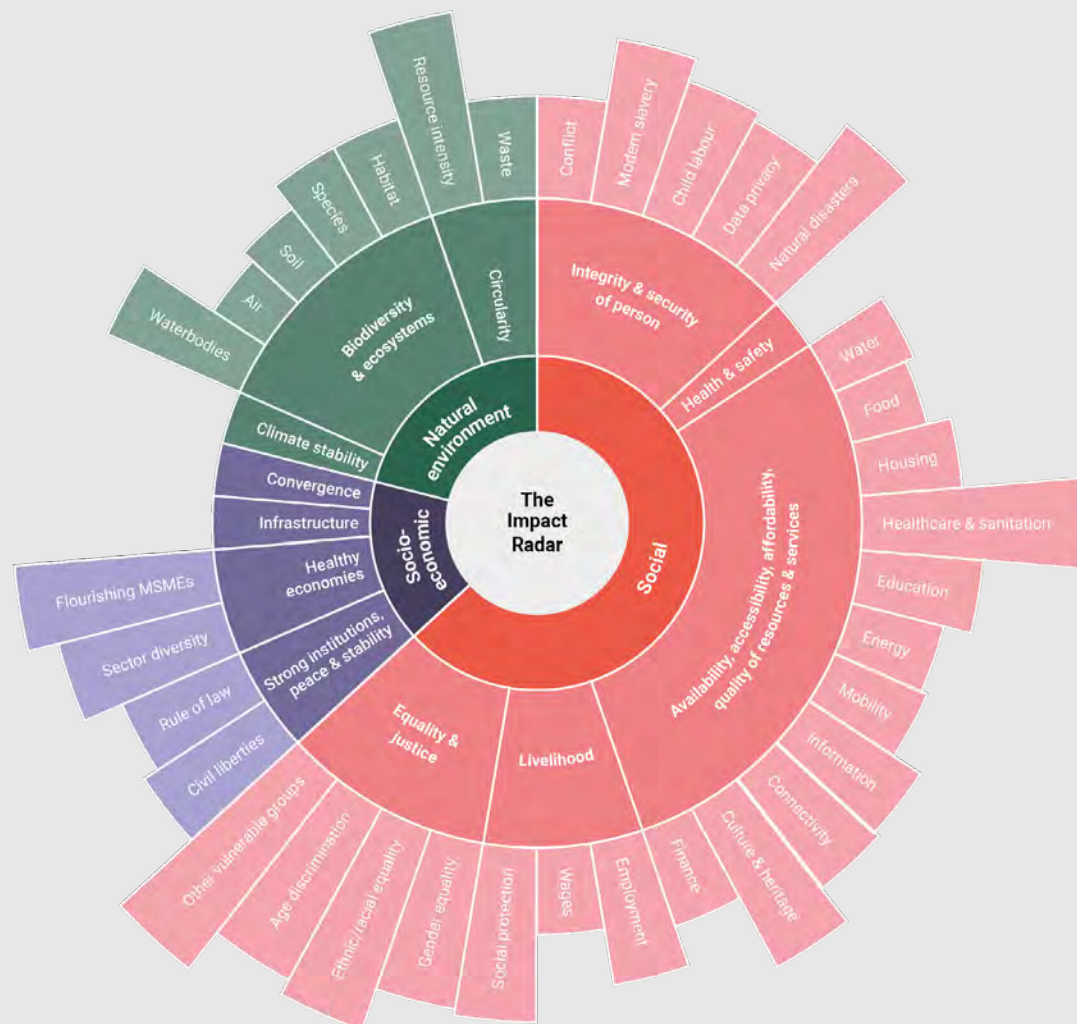 The
Impact
Radar
Social
Integrity & security
of person
Conflict
Modern slavery
Child labour
Data privacy
Natural disasters
Health & safety
Availability, accessibility, affordability,
quality of resources & services
Water
Food
Housing
Healthcare & sanitation
Education
Energy
Mobility
Information
Connectivity
Culture & heritage
Finance
Livelihood
Employment
Wages
Social protection
Equality &
justice
Gender equality
Ethnic/racial equality
Age discrimination
Other vulnerable groups
Socio-
economic
Strong institutions,
peace & stability
Civil liberties
Rule of law
Healthy
economies
Sector diversity
Flourishing MSMEs
Infrastructure
Convergence
Natural
environment
Climate stability
Biodiversity
& ecosystems
Waterbodies
Air
Soil
Species
Habitat
Circularity
Resource intensity
Waste